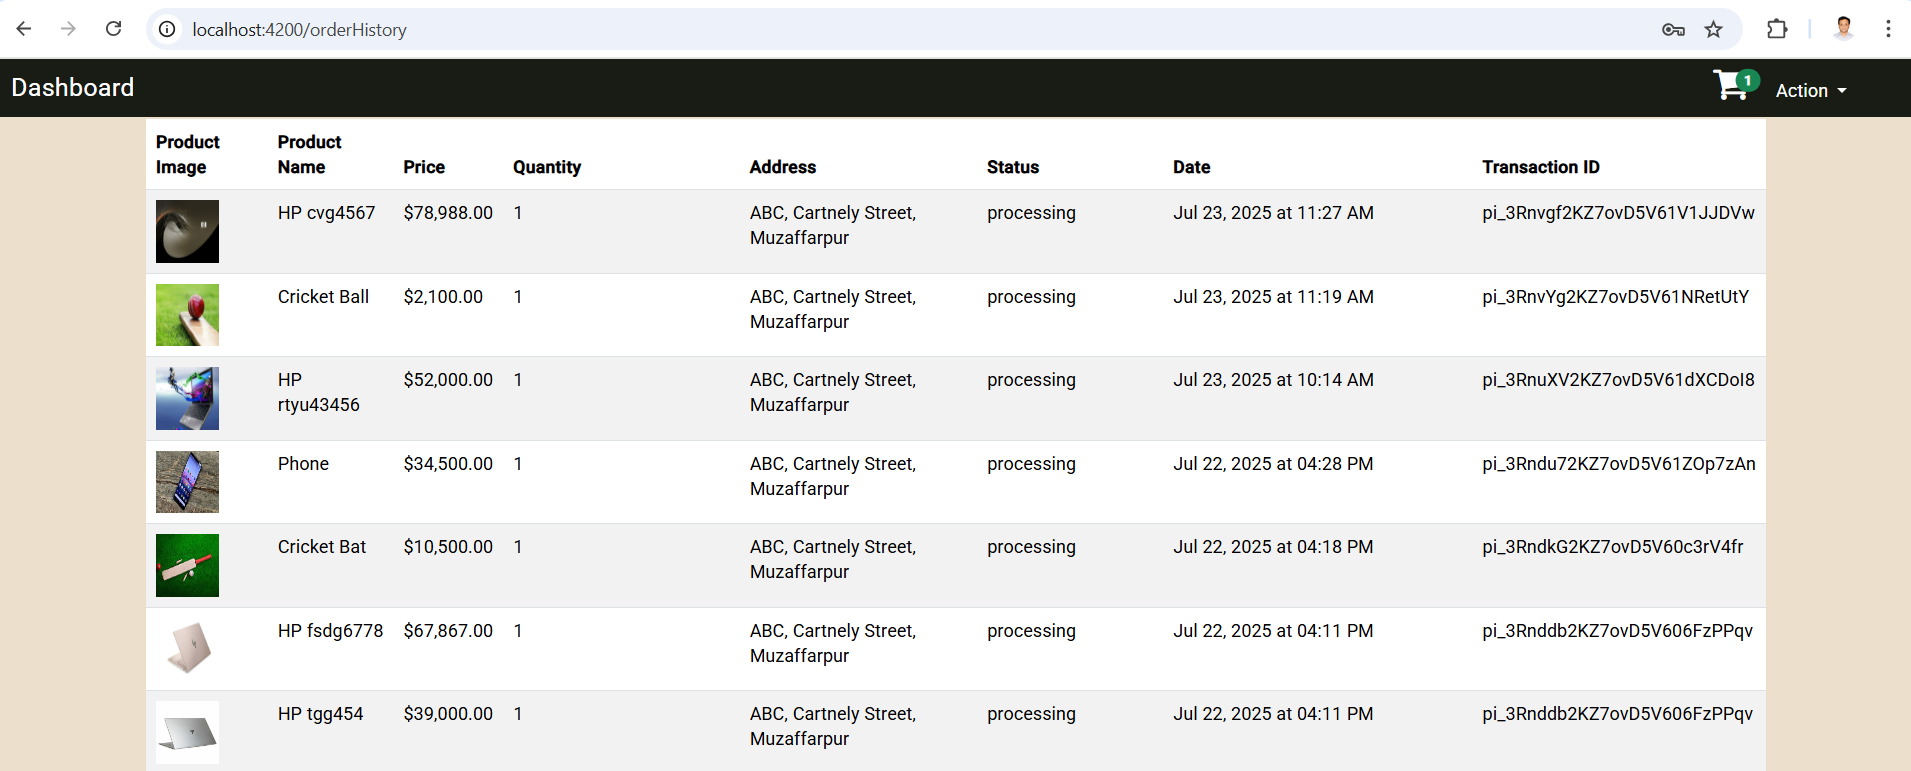 localhost:4200/orderHistory
Dashboard
1
Action
Product Image
Product Name
Price
Quantity
Address
Status
Date
Transaction ID
HP cvg4567 $78,988.00 1 ABC, Cartnely Street, processing Jul 23, 2025 at 11:27 AM pi_3Rnvgf2KZ7ovD5V61V1JJDVw
Muzaffarpur
Cricket Ball $2,100.00 1 ABC, Cartnely Street, processing Jul 23, 2025 at 11:19 AM pi_3RnvYg2KZ7ovD5V61NRetUtY
Muzaffarpur
HP $52,000.00 1 ABC, Cartnely Street, processing Jul 23, 2025 at 10:14 AM pi_3RnuXV2KZ7ovD5V61dXCDoI8
rtyu43456 Muzaffarpur
Phone $34,500.00 1 ABC, Cartnely Street, processing Jul 22, 2025 at 04:28 PM pi_3Rndu72KZ7ovD5V61ZOp7zAn
Muzaffarpur
Cricket Bat $10,500.00 1 ABC, Cartnely Street, processing Jul 22, 2025 at 04:18 PM pi_3RndkG2KZ7ovD5V60c3rV4fr
Muzaffarpur
HP fsdg6778 $67,867.00 1 ABC, Cartnely Street, processing Jul 22, 2025 at 04:11 PM pi_3Rnddb2KZ7ovD5V606FzPPqv
Muzaffarpur
HP tgg454 $39,000.00 1 ABC, Cartnely Street, processing Jul 22, 2025 at 04:11 PM pi_3Rnddb2KZ7ovD5V606FzPPqv
Muzaffarpur